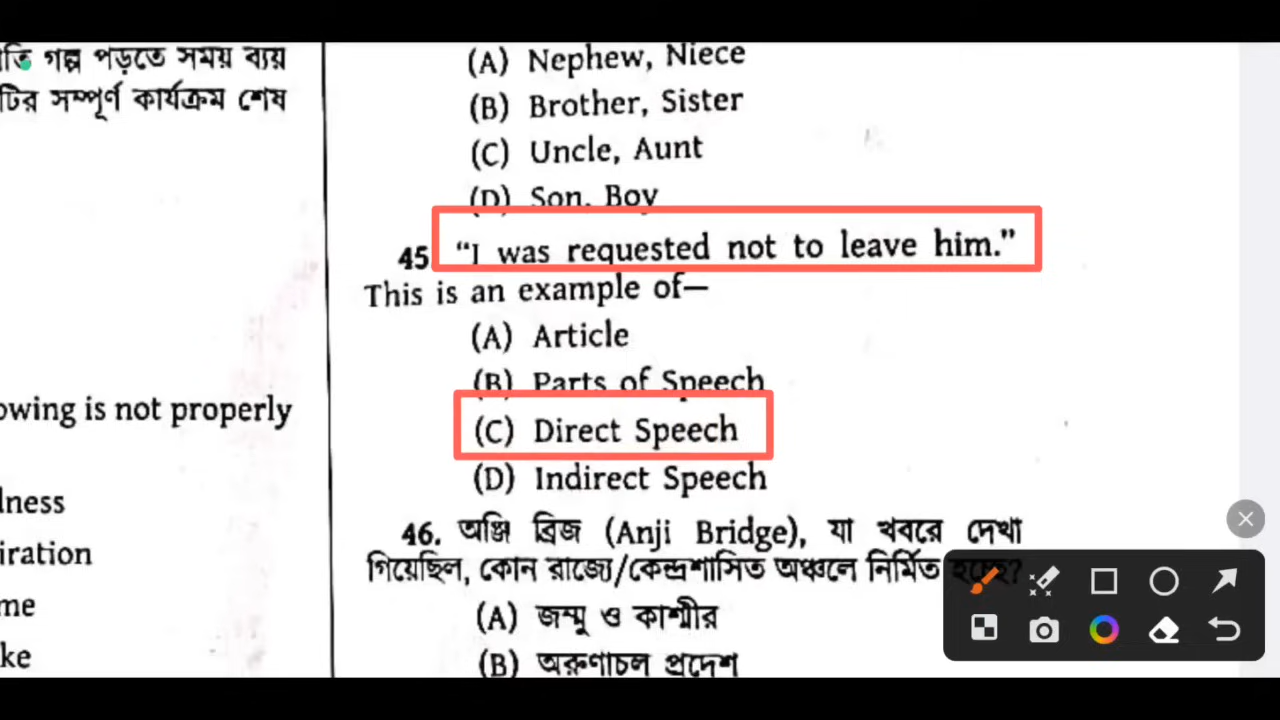 গল্প পড়তে সময় ব্যয়
টির সম্পূর্ণ কার্যক্রম শেষ
owing is not properly
lness
iration
me
ke
(A) Nephew, Niece
(B) Brother, Sister
(C) Uncle, Aunt
(D) Son, Boy
45. "I was requested not to leave him."
This is an example of—
(A) Article
(B) Parts of Speech
(C) Direct Speech
(D) Indirect Speech
46. অঞ্জি ব্রিজ (Anji Bridge), যা খবরে দেখা
গিয়েছিল, কোন রাজ্যে/কেন্দ্রশাসিত অঞ্চলে নির্মিত হচ্ছে?
(A) জম্মু ও কাশ্মীর
(B) অরুণাচল প্রদেশ